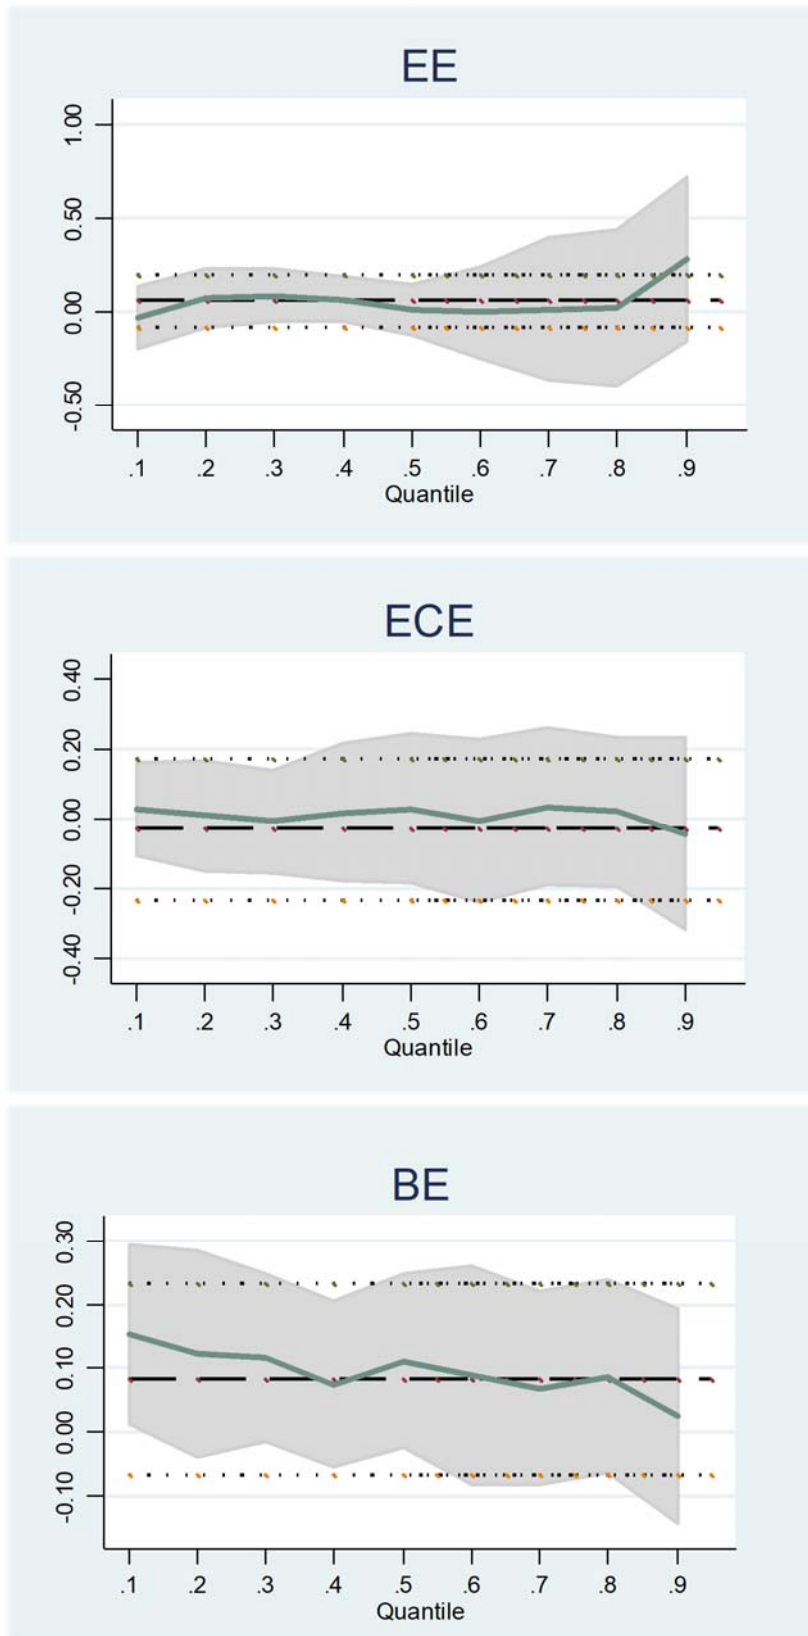 EE
1.00
0.50
0.00
-0.50
.1 .2 .3 .4 .5 .6 .7 .8 .9
Quantile
ECE
0.40
0.20
0.00
-0.20
-0.40
.1 .2 .3 .4 .5 .6 .7 .8 .9
Quantile
BE
0.30
0.20
0.10
0.00
-0.10
.1 .2 .3 .4 .5 .6 .7 .8 .9
Quantile